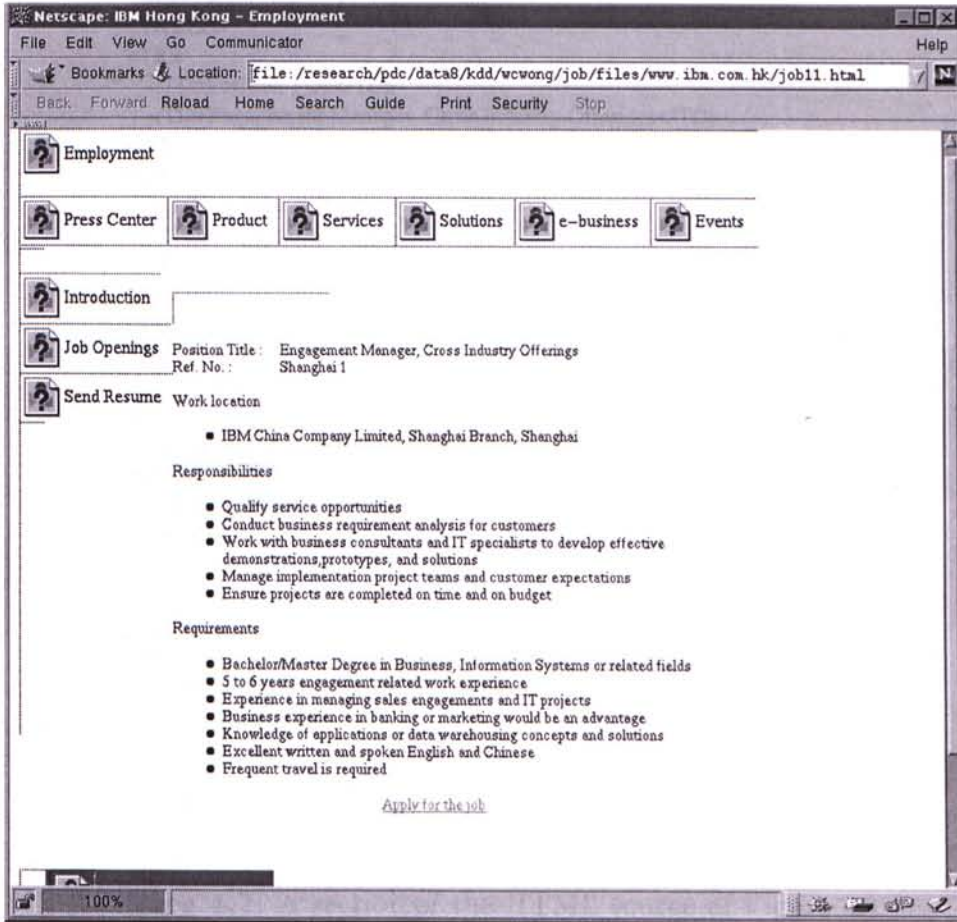 Netscape: IBM Hong Kong - Employment
File Edit View Go Communicator Help
Bookmarks Location: file:/research/pdc/data8/kdd/wcwong/job/files/www.ibm.com.hk/job11.html N
Back Forward Reload Home Search Guide Print Security Stop
Employment
Press Center Product Services Solutions e-business Events
Introduction
Job Openings
Send Resume
Position Title : Engagement Manager, Cross Industry Offerings
Ref. No. : Shanghai 1
Work location
IBM China Company Limited, Shanghai Branch, Shanghai
Responsibilities
Qualify service opportunities
Conduct business requirement analysis for customers
Work with business consultants and IT specialists to develop effective
demonstrations,prototypes, and solutions
Manage implementation project teams and customer expectations
Ensure projects are completed on time and on budget
Requirements
Bachelor/Master Degree in Business, Information Systems or related fields
5 to 6 years engagement related work experience
Experience in managing sales engagements and IT projects
Business experience in banking or marketing would be an advantage
Knowledge of applications or data warehousing concepts and solutions
Excellent written and spoken English and Chinese
Frequent travel is required
Apply for the job
100%